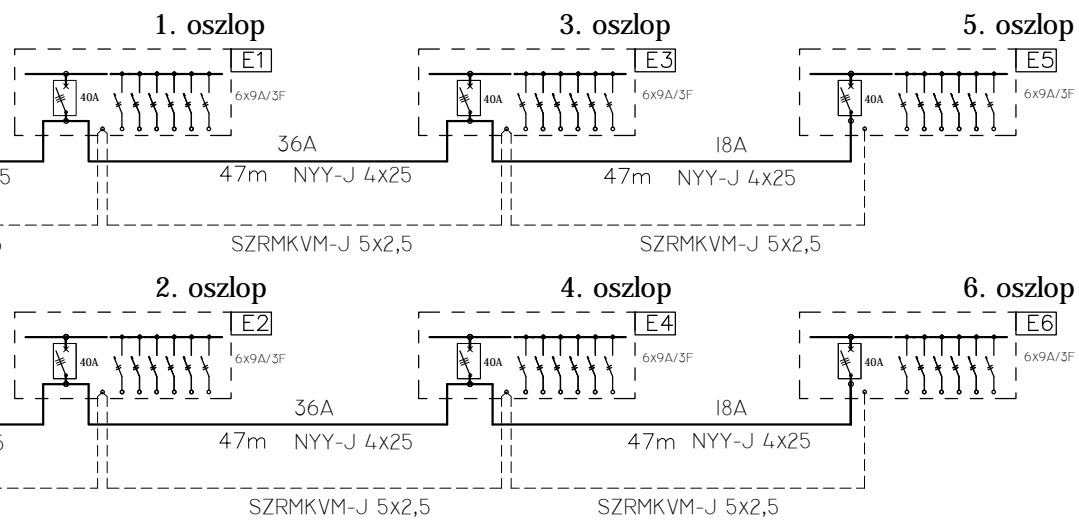 1. oszlop 3. oszlop 5. oszlop
E1 E3 E5
40A 6x9A/3F 40A 6x9A/3F 40A 6x9A/3F
36A 18A
5 47m NYY-J 4x25 47m NYY-J 4x25
SZRMKVM-J 5x2,5 SZRMKVM-J 5x2,5
2. oszlop 4. oszlop 6. oszlop
E2 E4 E6
40A 6x9A/3F 40A 6x9A/3F 40A 6x9A/3F
36A 18A
47m NYY-J 4x25 47m NYY-J 4x25
SZRMKVM-J 5x2,5 SZRMKVM-J 5x2,5